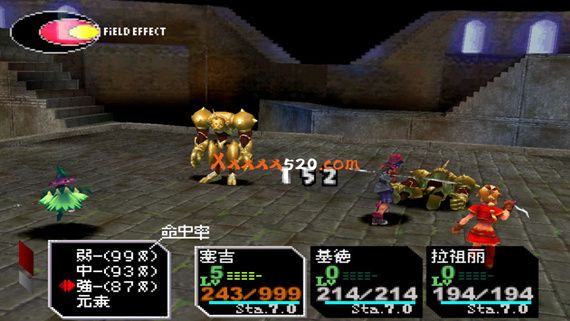 FiELD EFFECT
Xxxxx520.com
152
命中率
弱-(99%)
中-(93%)
強-(87%)
元素
塞吉
5
LV
243/999
Sta.7.0
基德
0
LV
214/214
Sta.7.0
拉祖丽
0
LV
194/194
Sta.7.0